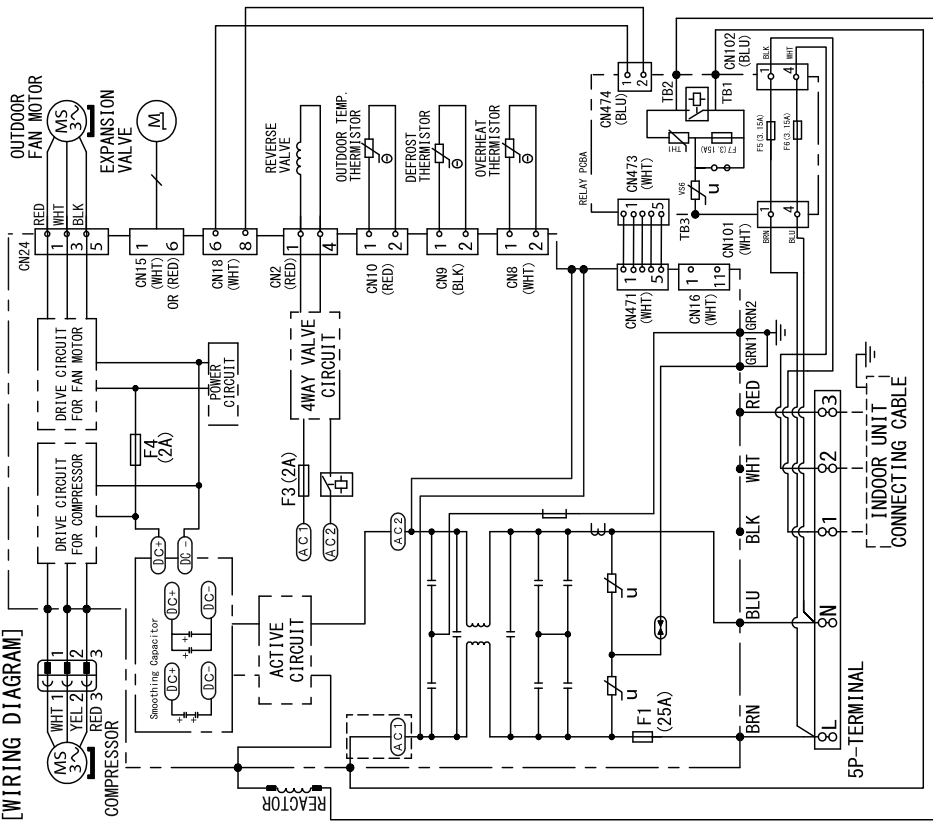 [WIRING DIAGRAM]
COMPRESSOR
MS
3~
WHT 1
YEL 2
RED 3
1
2
3
OUTDOOR
FAN MOTOR
MS
3~
RED
WHT
BLK
CN24
1
3
5
EXPANSION
VALVE
M
1
6
CN15
(WHT)
OR (RED)
6
8
CN18
(WHT)
REVERSE
VALVE
1
4
CN2
(RED)
OUTDOOR TEMP.
THERMISTOR
θ
1
2
CN10
(RED)
DEFROST
THERMISTOR
θ
1
2
CN9
(BLK)
OVERHEAT
THERMISTOR
θ
1
2
CN8
(WHT)
DRIVE CIRCUIT
FOR COMPRESSOR
DRIVE CIRCUIT
FOR FAN MOTOR
F4
(2A)
POWER
CIRCUIT
DC+
DC-
Smoothing Capacitor
DC+
DC-
DC+
DC-
ACTIVE
CIRCUIT
REACTOR
4WAY VALVE
CIRCUIT
F3(2A)
AC1
AC2
AC2
AC1
u
u
F1
(25A)
RELAY PCBA
CN474
(BLU)
1
2
CN473
(WHT)
1
5
CN471
(WHT)
1
5
CN16
(WHT)
1
11
TB2
TB1
TB3
TH1
F7(3.15A)
VS6
u
CN102
(BLU)
BLK
WHT
1
4
F5(3.15A)
F6(3.15A)
CN101
(WHT)
1
4
BRN
BLU
GRN1
GRN2
BRN
BLU
BLK
WHT
RED
L
N
1
2
3
5P-TERMINAL
INDOOR UNIT
CONNECTING CABLE